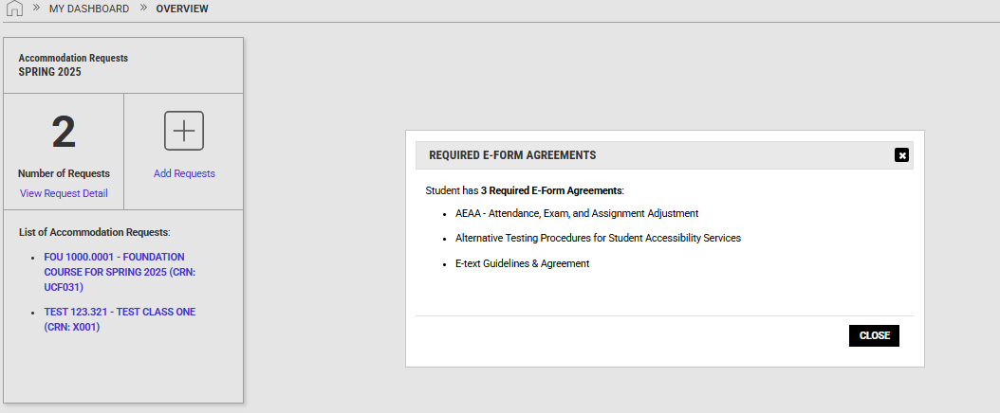 MY DASHBOARD » OVERVIEW
Accommodation Requests
SPRING 2025
2
Number of Requests
View Request Detail
Add Requests
List of Accommodation Requests:
• FOU 1000.0001 - FOUNDATION
COURSE FOR SPRING 2025 (CRN:
UCF031)
• TEST 123.321 - TEST CLASS ONE
(CRN: X001)
REQUIRED E-FORM AGREEMENTS
Student has 3 Required E-Form Agreements:
• AEAA - Attendance, Exam, and Assignment Adjustment
• Alternative Testing Procedures for Student Accessibility Services
• E-text Guidelines & Agreement
CLOSE